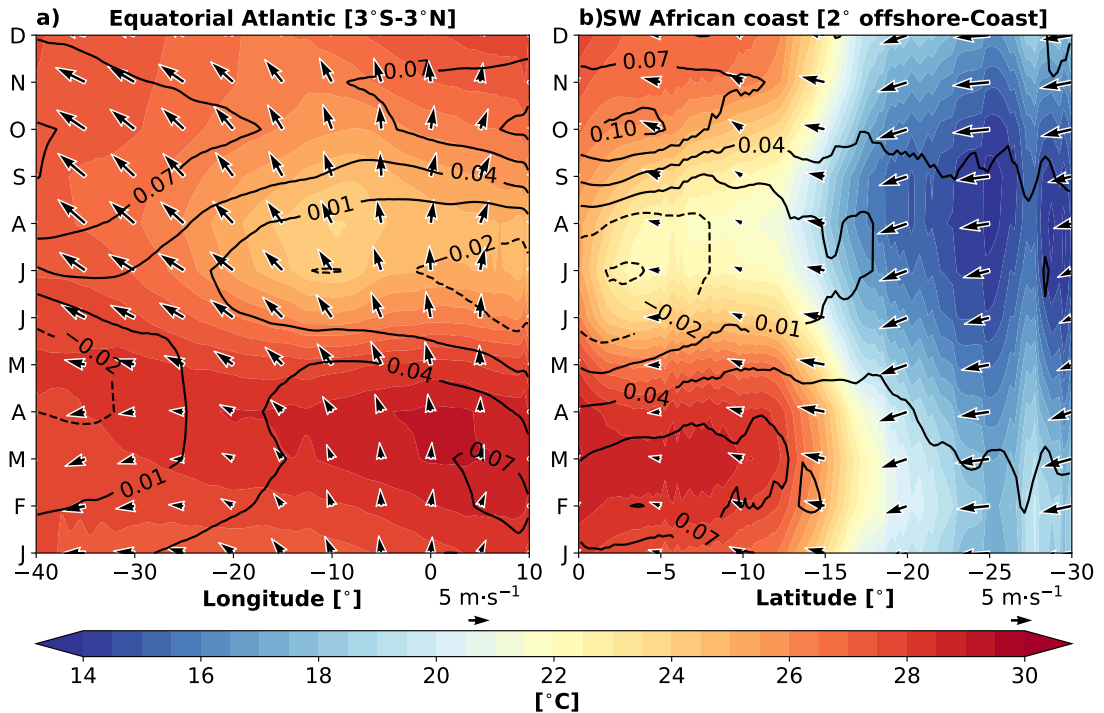 a) Equatorial Atlantic [3°S-3°N]
b) SW African coast [2° offshore-Coast]
D
N
O
S
A
J
J
M
A
M
F
J
0.07
0.07
0.04
0.01
−0.02
−0.02
0.04
0.01
0.07
−40 −30 −20 −10 0 10
Longitude [°]
5 m·s⁻¹
D
N
O
S
A
J
J
M
A
M
F
J
0.07
0.10
0.04
−0.02
0.01
0.04
0.07
0 −5 −10 −15 −20 −25 −30
Latitude [°]
5 m·s⁻¹
14 16 18 20 22 24 26 28 30
[°C]